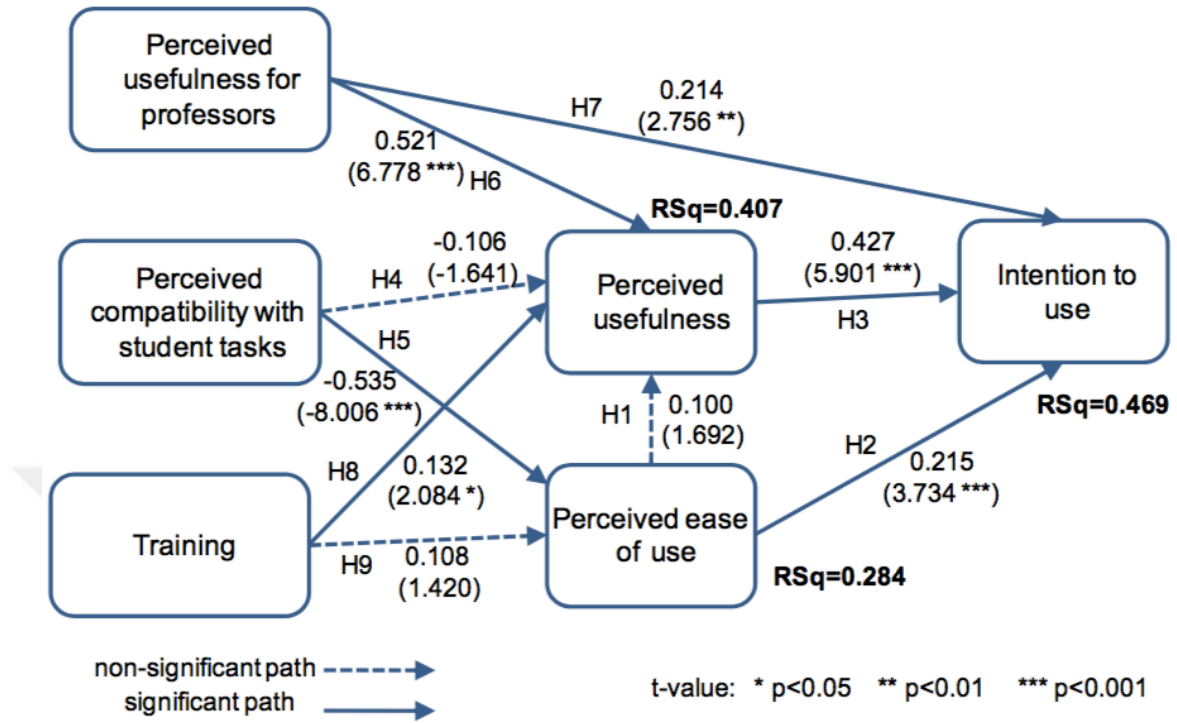 Perceived
usefulness for
professors
H7
0.214
(2.756 **)
0.521
(6.778 ***)
H6
RSq=0.407
Perceived
compatibility with
student tasks
H4
-0.106
(-1.641)
Perceived
usefulness
0.427
(5.901 ***)
H3
Intention to
use
H5
-0.535
(-8.006 ***)
H1
0.100
(1.692)
RSq=0.469
H2
0.215
(3.734 ***)
Training
H8
0.132
(2.084 *)
H9
0.108
(1.420)
Perceived ease
of use
RSq=0.284
non-significant path
significant path
t-value: * p<0.05 ** p<0.01 *** p<0.001